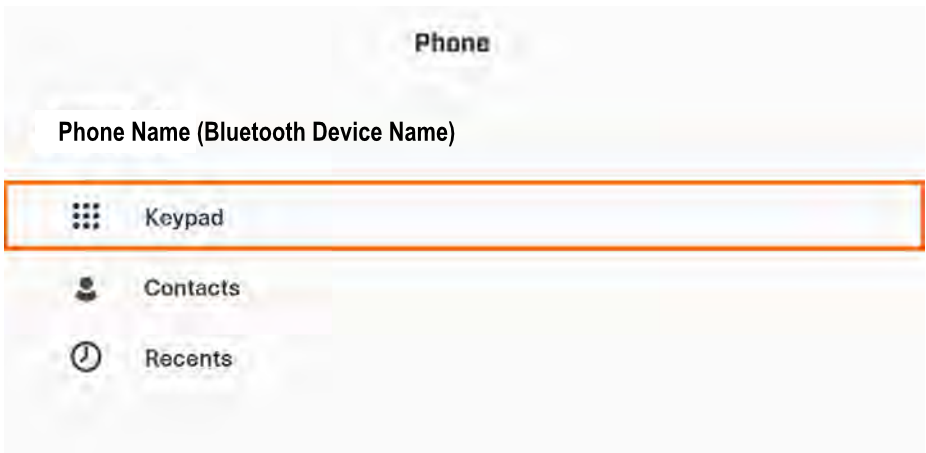 Phone
Phone Name (Bluetooth Device Name)
Keypad
Contacts
Recents